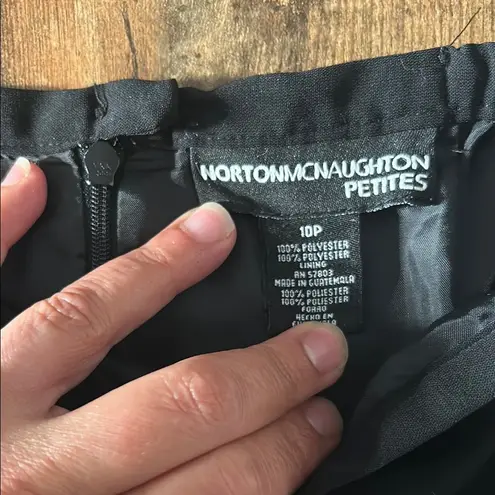 NORTONMCNAUGHTON
PETITES
10P
100% POLYESTER
100% POLYESTER
LINING
RN 57803
MADE IN GUATEMALA
100% POLIESTER
100% POLIESTER
FORRO
HECHO EN